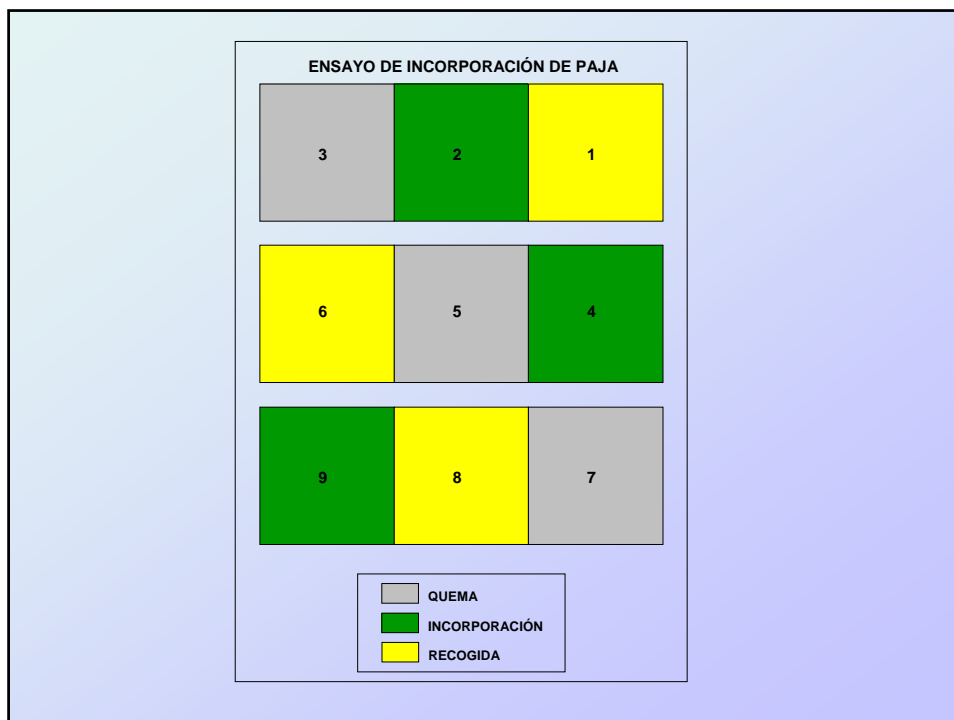 ENSAYO DE INCORPORACIÓN DE PAJA
3 2 1
6 5 4
9 8 7
QUEMA
INCORPORACIÓN
RECOGIDA